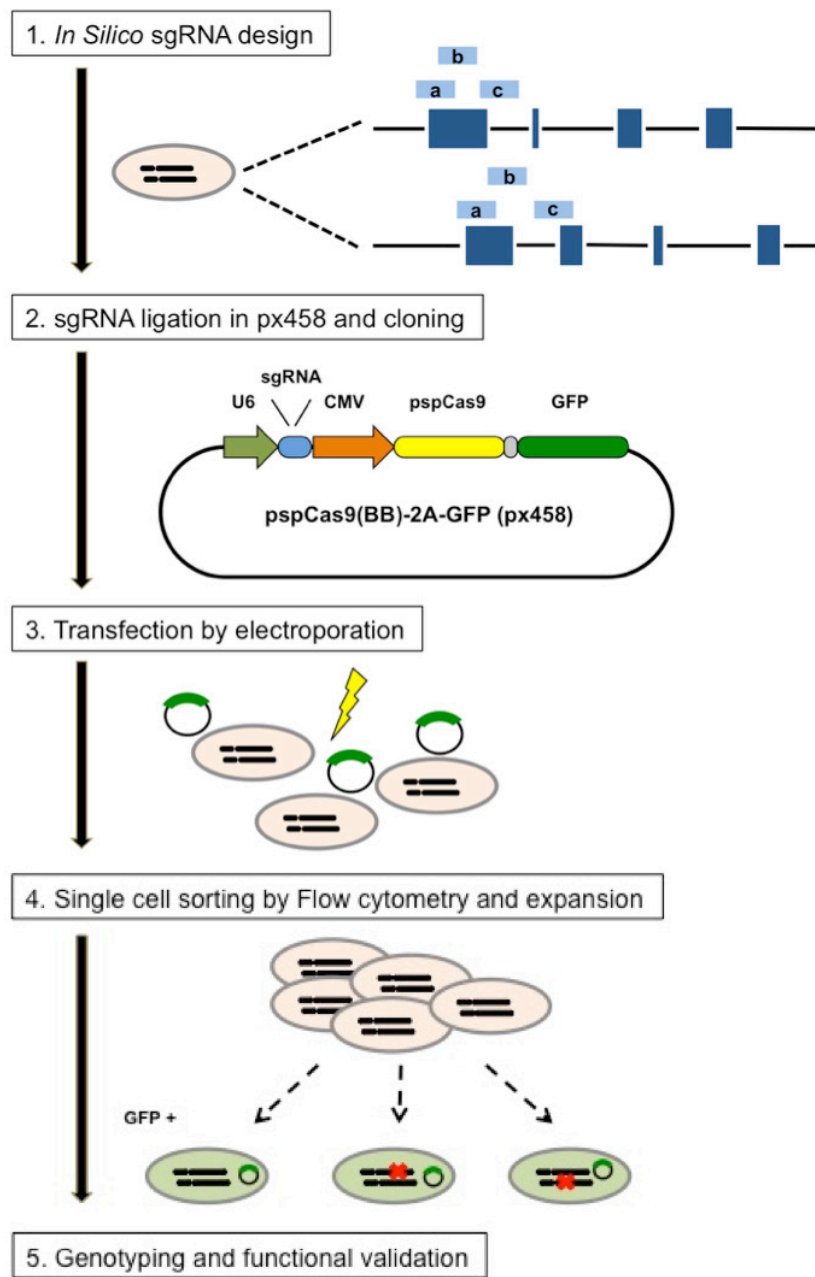 1. In Silico sgRNA design
b
a c
b
a c
2. sgRNA ligation in px458 and cloning
sgRNA
U6 CMV pspCas9 GFP
pspCas9(BB)-2A-GFP (px458)
3. Transfection by electroporation
4. Single cell sorting by Flow cytometry and expansion
GFP +
5. Genotyping and functional validation